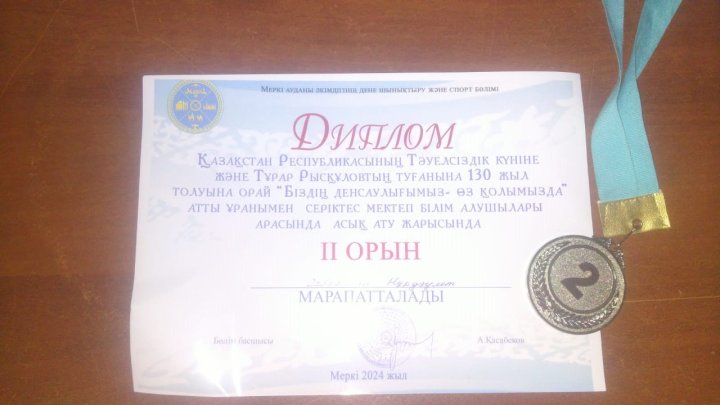 Меркі ауданы әкімдігінің дене шынықтыру және спорт бөлімі
Диплом
Қазақстан Республикасының Тәуелсіздік күніне
және Тұрар Рысқұловтың туғанына 130 жыл
толуына орай "Біздің денсаулығымыз- өз қолымызда"
атты ұранымен серіктес мектеп білім алушылары
арасында асық ату жарысында
II ОРЫН
МАРАПАТТАЛАДЫ
Бөлім басшысы А.Қасабеков
Меркі 2024 жыл
2